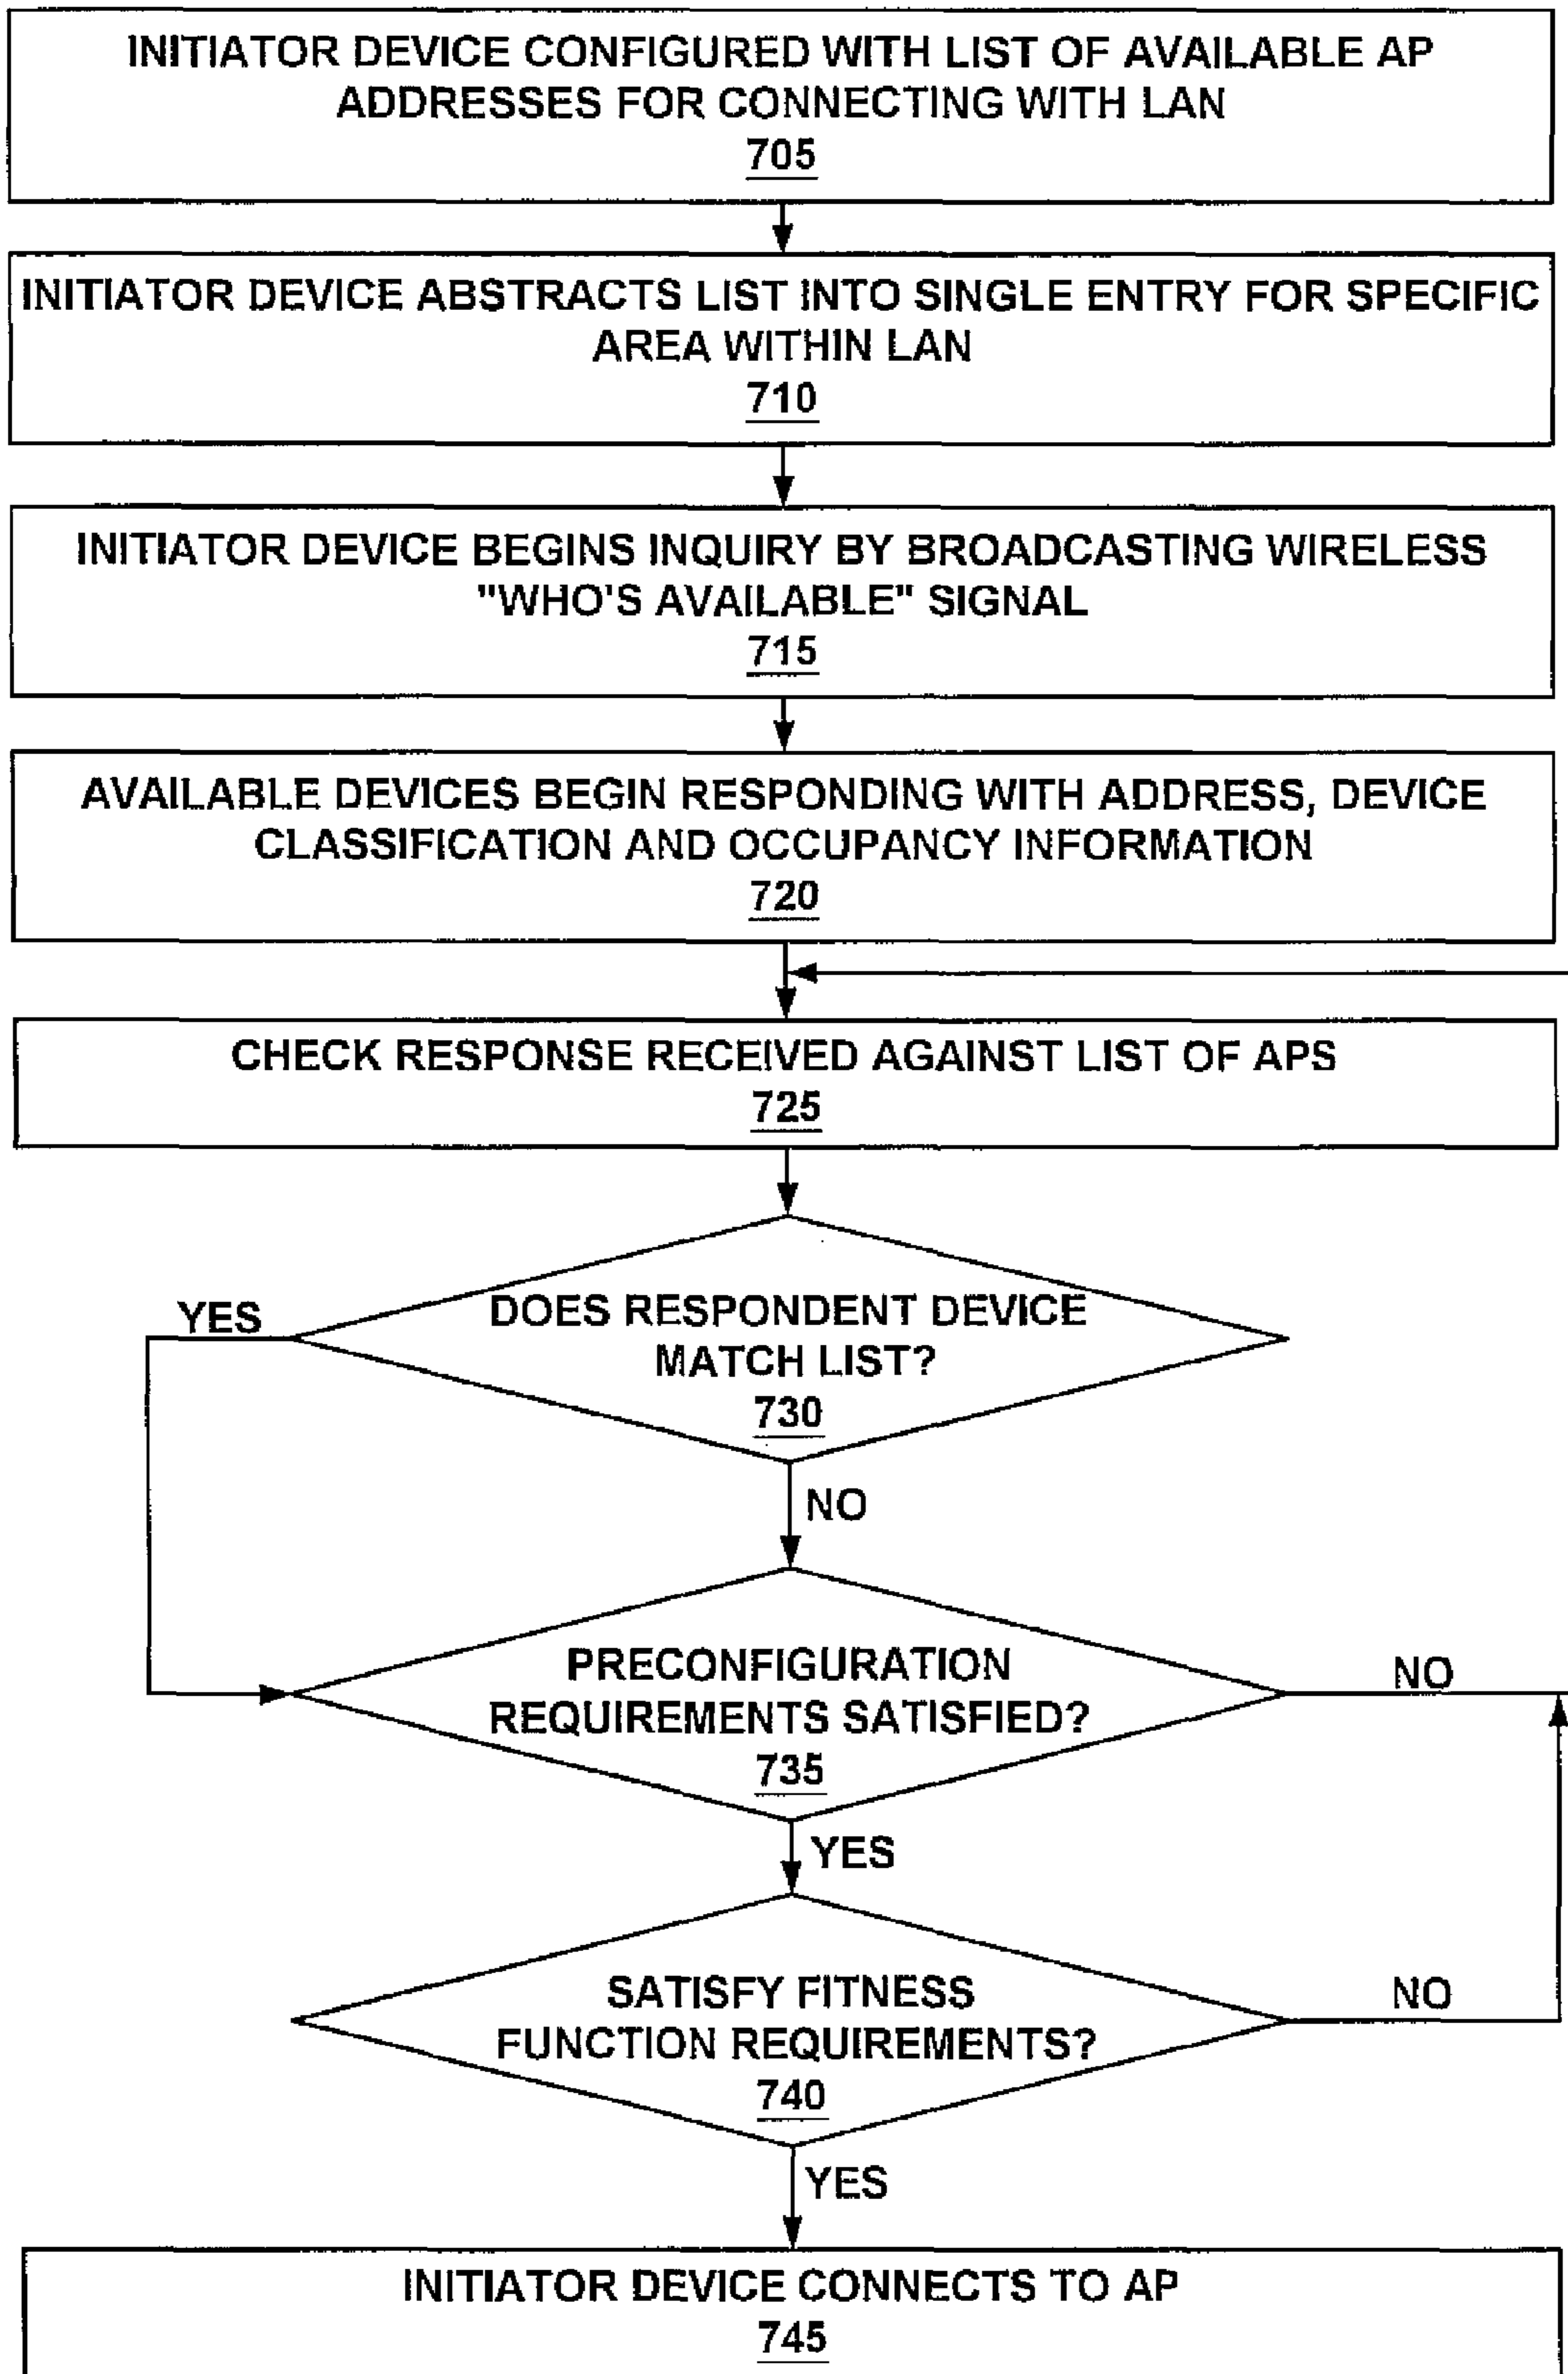 INITIATOR DEVICE CONFIGURED WITH LIST OF AVAILABLE AP
ADDRESSES FOR CONNECTING WITH LAN
705
INITIATOR DEVICE ABSTRACTS LIST INTO SINGLE ENTRY FOR SPECIFIC
AREA WITHIN LAN
710
INITIATOR DEVICE BEGINS INQUIRY BY BROADCASTING WIRELESS
"WHO'S AVAILABLE" SIGNAL
715
AVAILABLE DEVICES BEGIN RESPONDING WITH ADDRESS, DEVICE
CLASSIFICATION AND OCCUPANCY INFORMATION
720
CHECK RESPONSE RECEIVED AGAINST LIST OF APS
725
YES
DOES RESPONDENT DEVICE
MATCH LIST?
730
NO
PRECONFIGURATION
REQUIREMENTS SATISFIED?
735
NO
YES
SATISFY FITNESS
FUNCTION REQUIREMENTS?
740
NO
YES
INITIATOR DEVICE CONNECTS TO AP
745